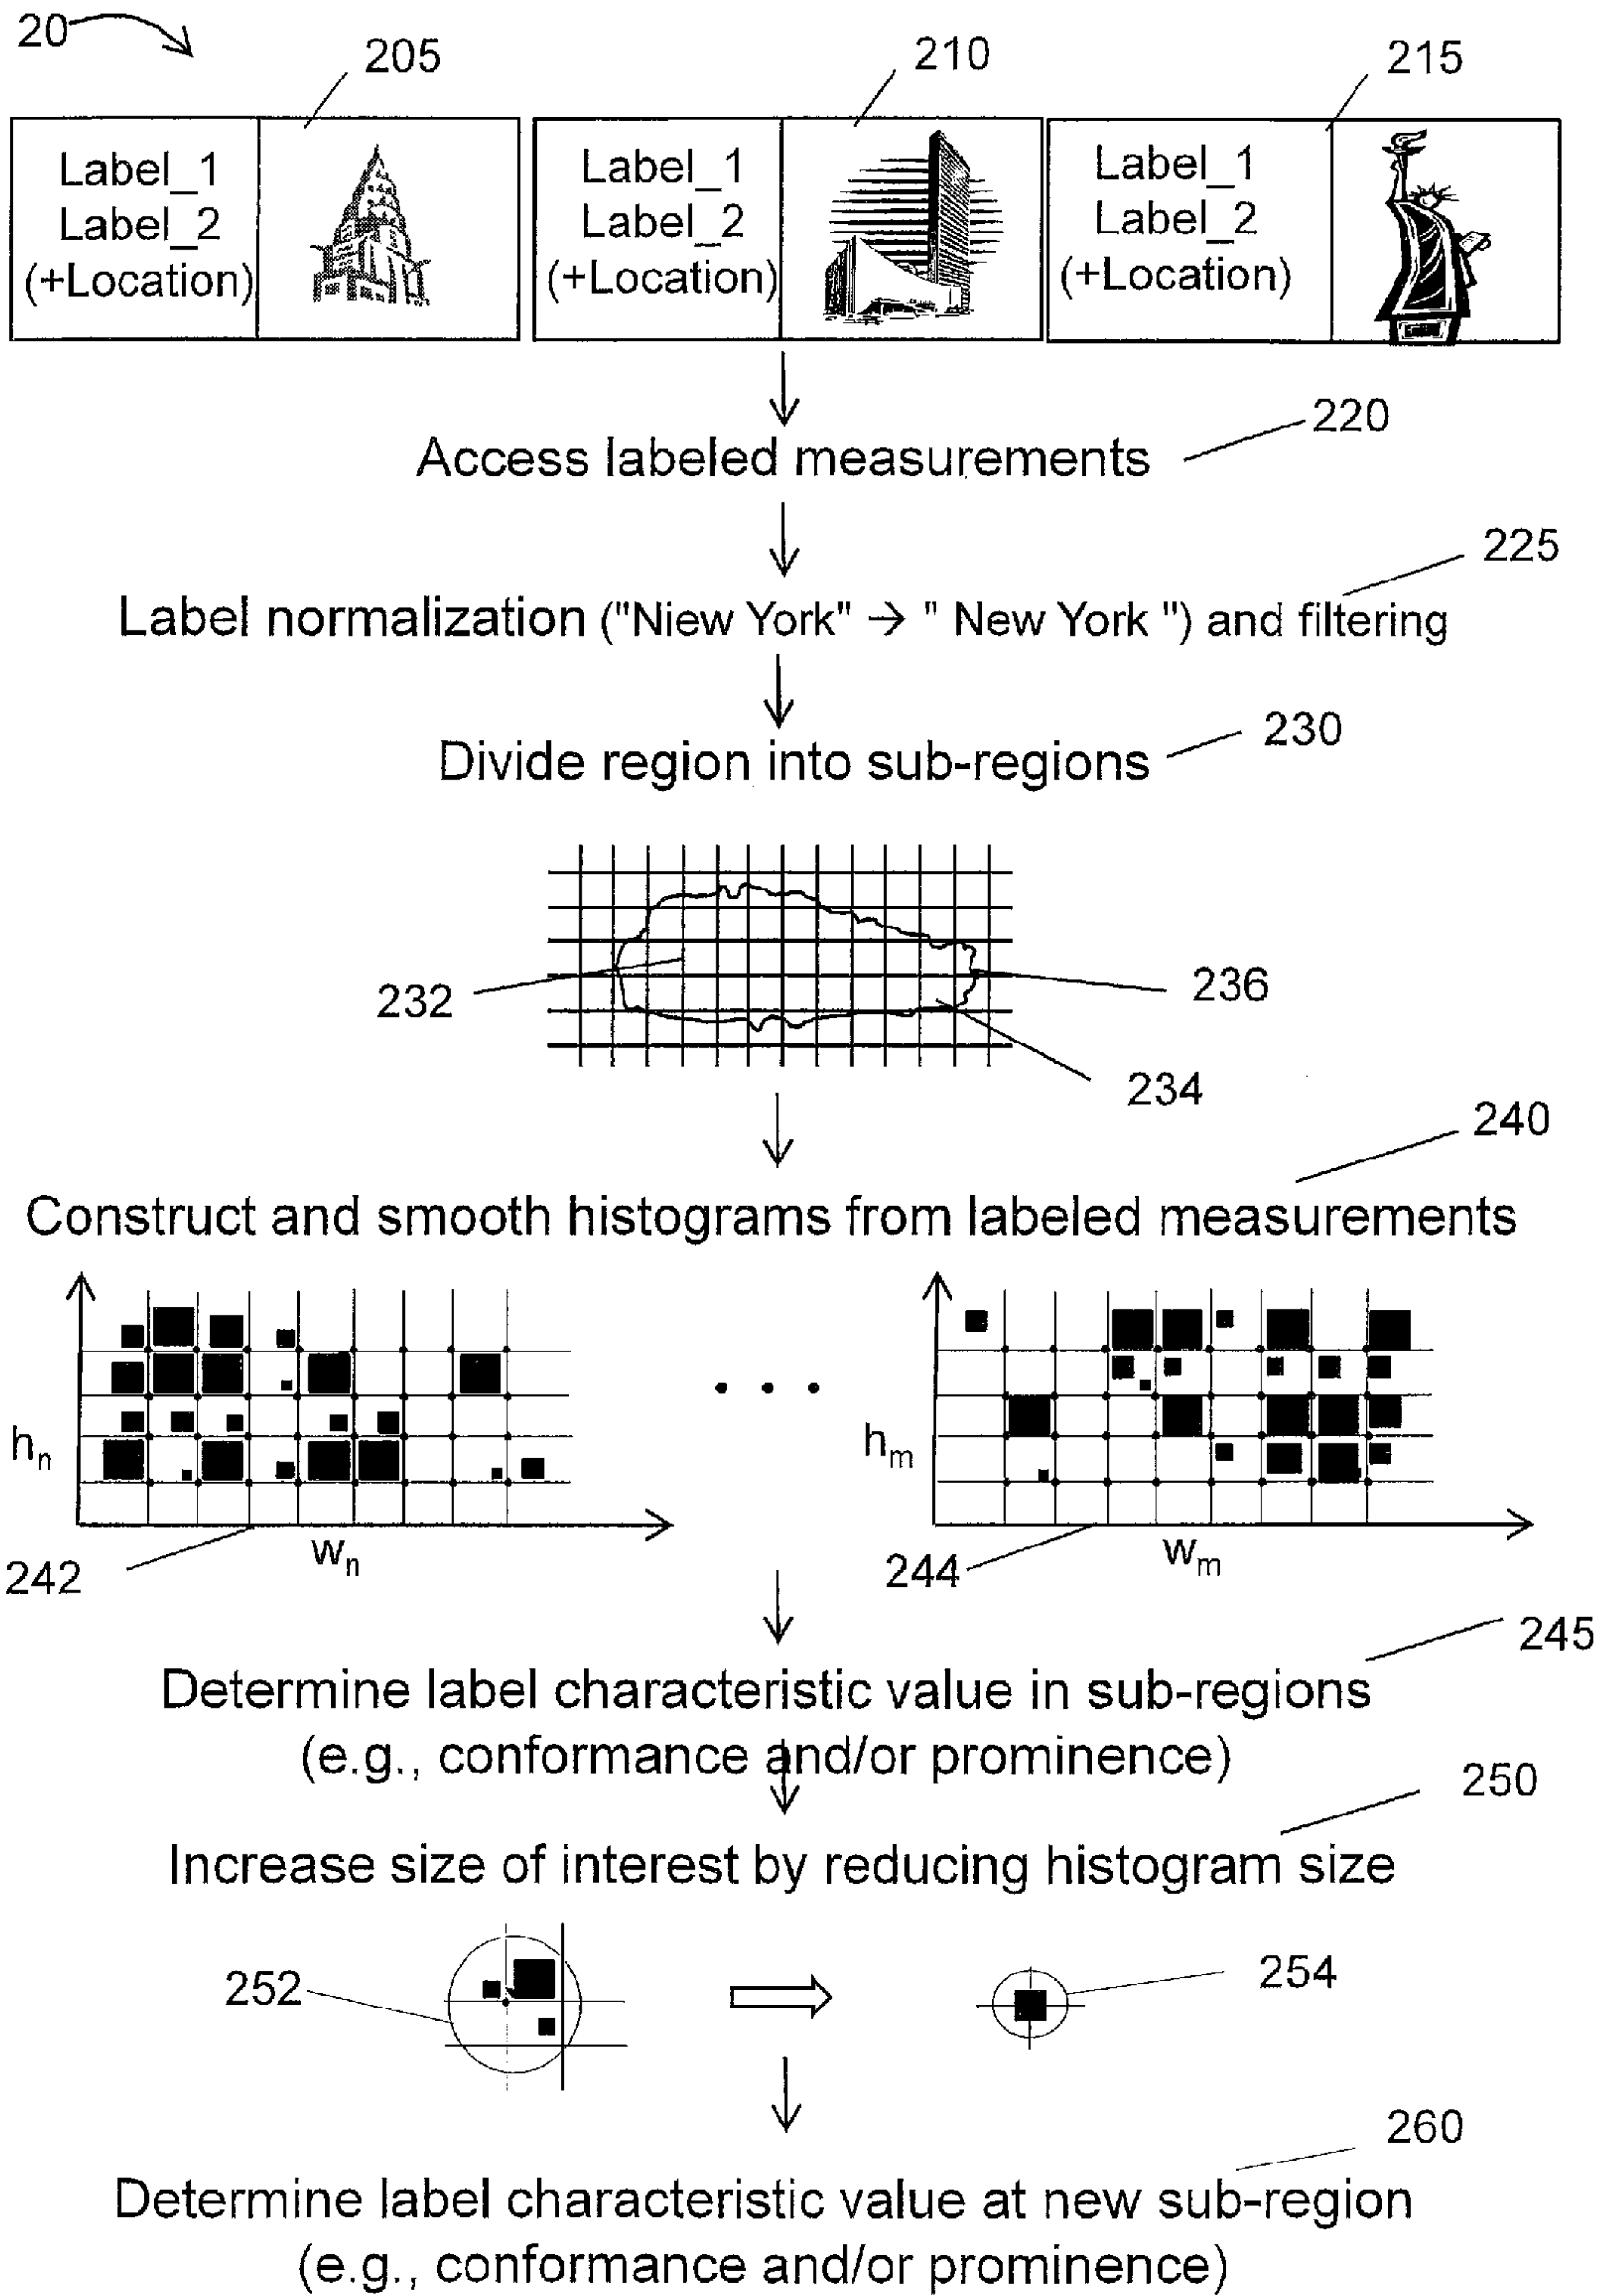 20
205
210
215
Label_1
Label_2
(+Location)
Label_1
Label_2
(+Location)
Label_1
Label_2
(+Location)
220
Access labeled measurements
225
Label normalization ("Niew York" → " New York ") and filtering
230
Divide region into sub-regions
232
236
234
240
Construct and smooth histograms from labeled measurements
hn
wn
242
hm
wm
244
245
Determine label characteristic value in sub-regions
(e.g., conformance and/or prominence)
250
Increase size of interest by reducing histogram size
252
254
260
Determine label characteristic value at new sub-region
(e.g., conformance and/or prominence)